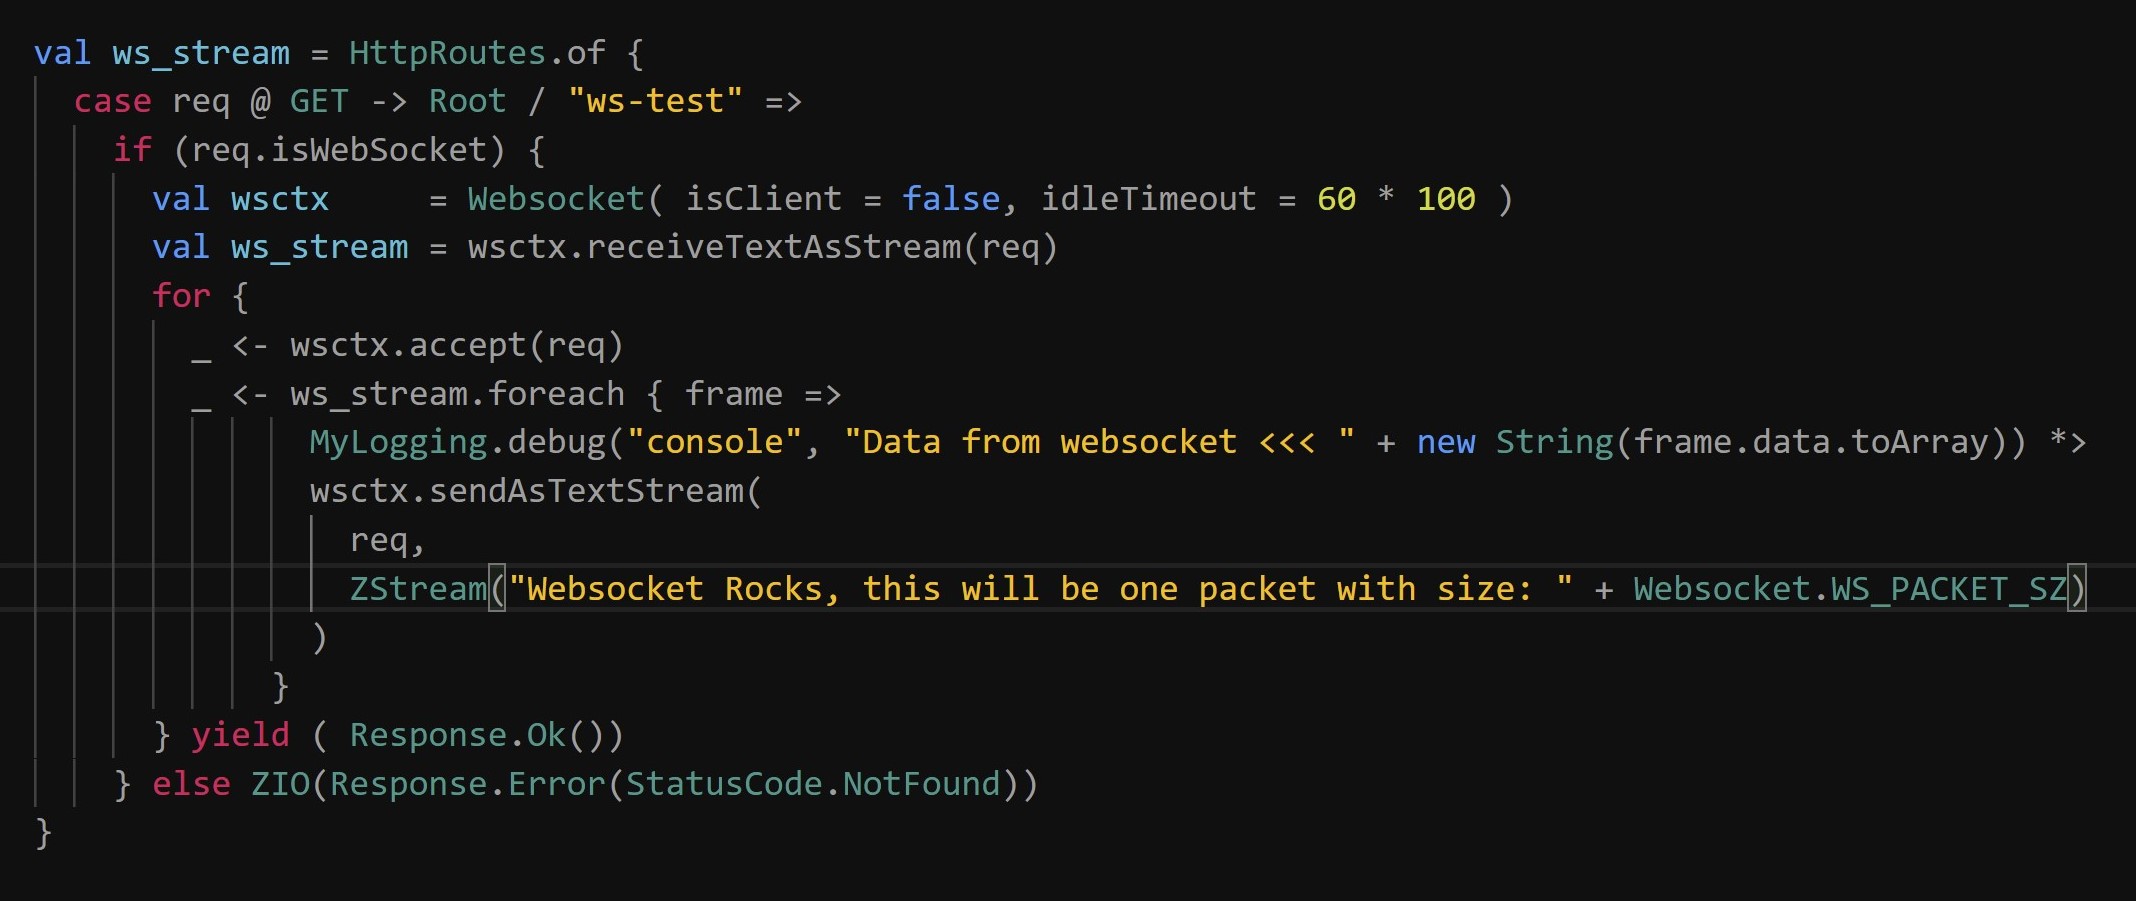 val ws_stream = HttpRoutes.of {
  case req @ GET -> Root / "ws-test" =>
    if (req.isWebSocket) {
      val wsctx     = Websocket( isClient = false, idleTimeout = 60 * 100 )
      val ws_stream = wsctx.receiveTextAsStream(req)
      for {
        _ <- wsctx.accept(req)
        _ <- ws_stream.foreach { frame =>
              MyLogging.debug("console", "Data from websocket <<< " + new String(frame.data.toArray)) *>
              wsctx.sendAsTextStream(
                req,
                ZStream("Websocket Rocks, this will be one packet with size: " + Websocket.WS_PACKET_SZ)
              )
            }
      } yield ( Response.Ok())
    } else ZIO(Response.Error(StatusCode.NotFound))
}